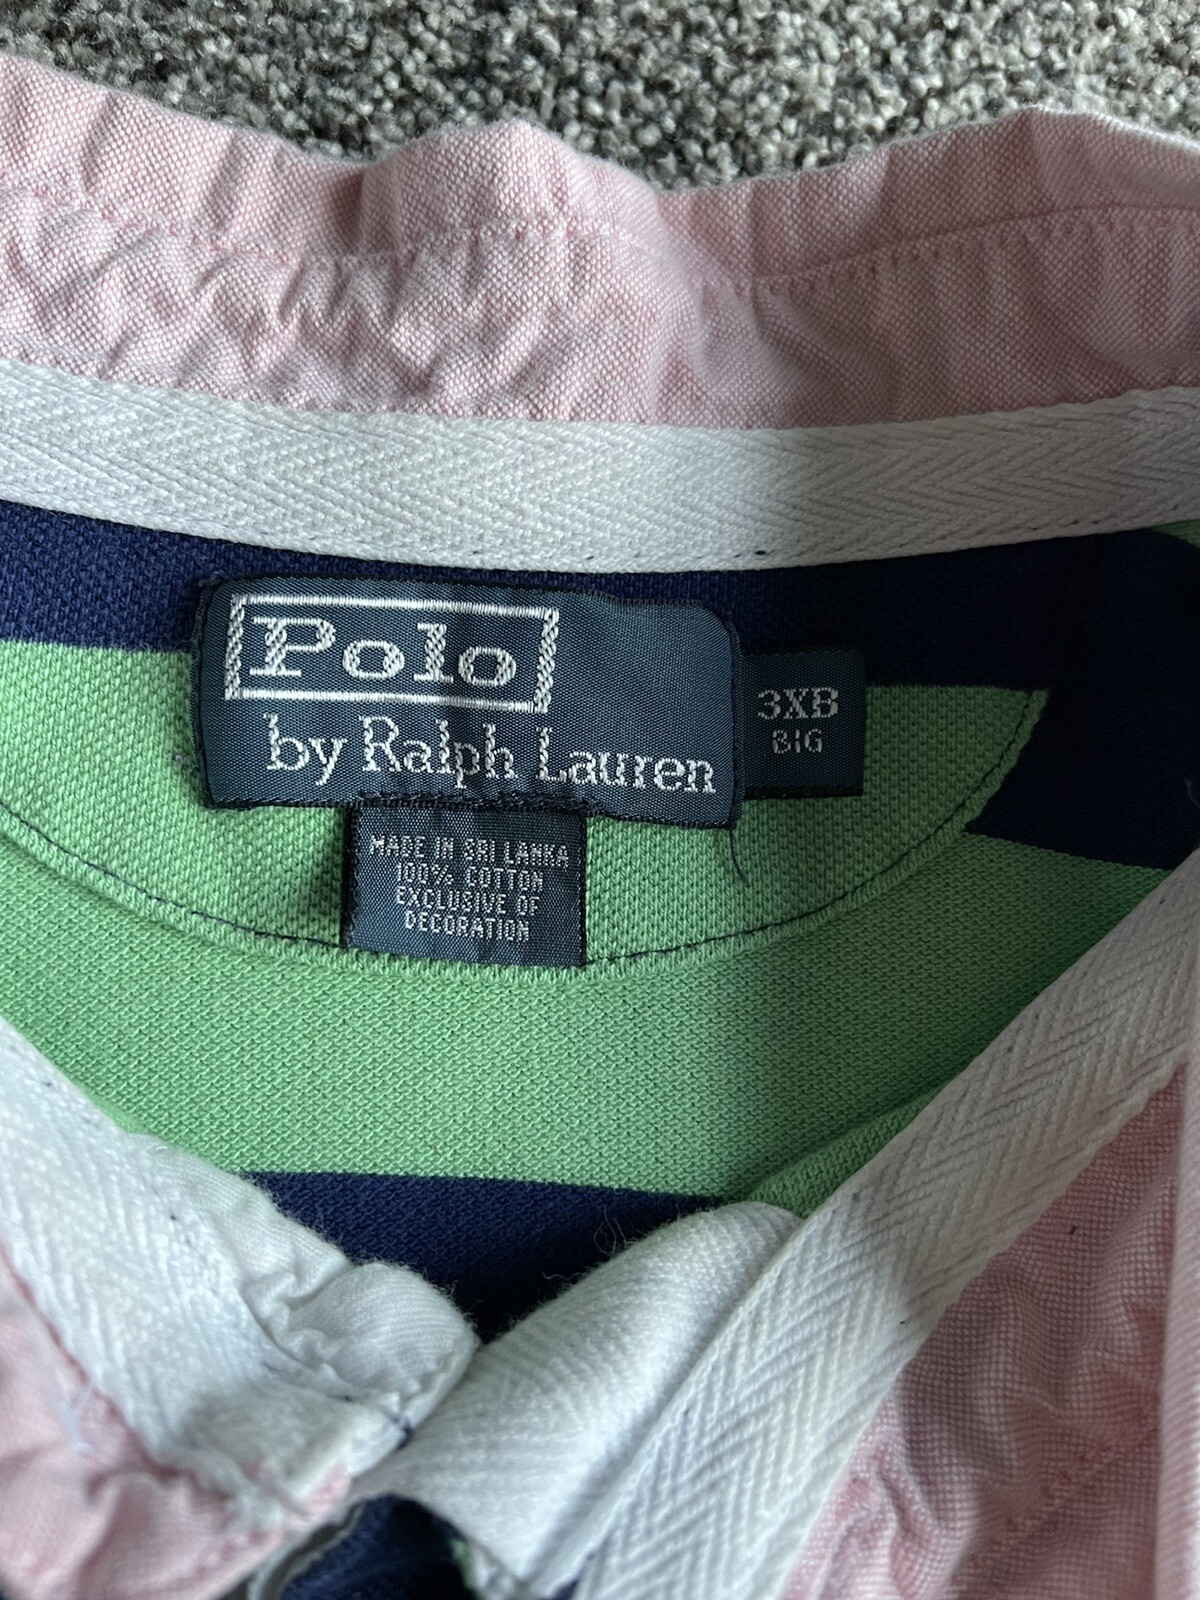 Polo
by Ralph Lauren
3XB
BIG
MADE IN SRI LANKA
100% COTTON
EXCLUSIVE OF
DECORATION